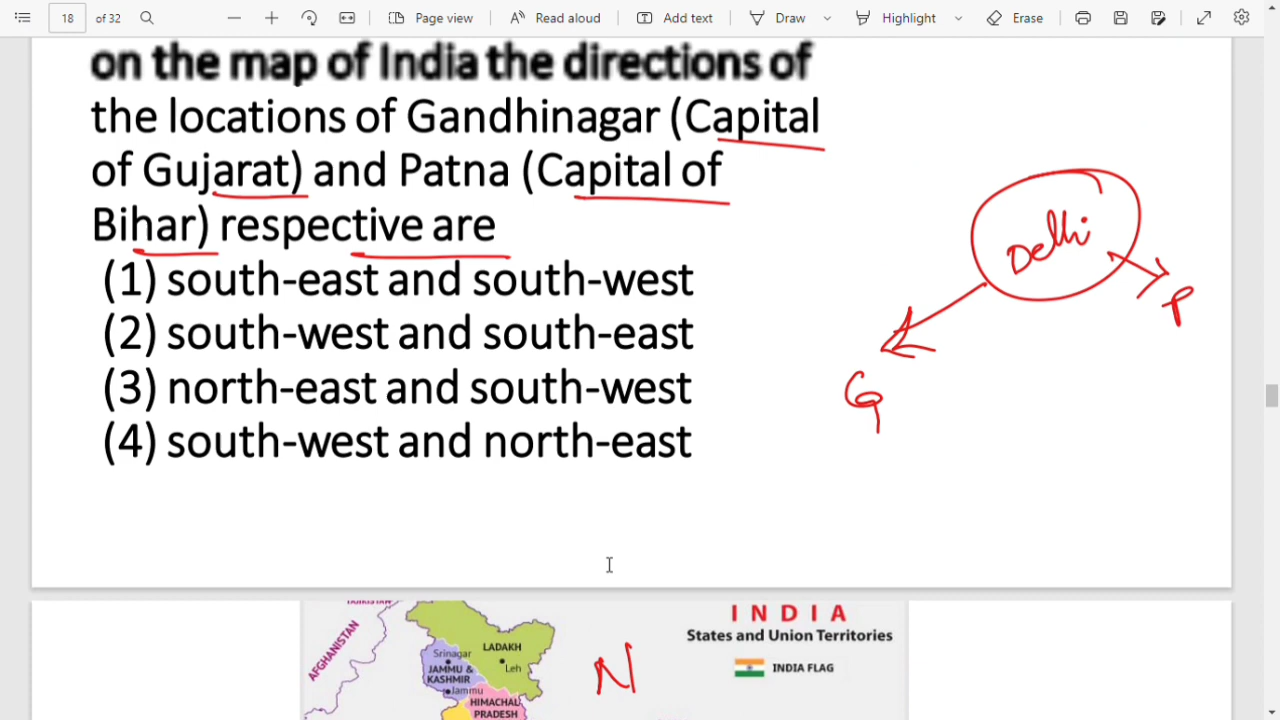 18 of 32 Page view Read aloud Add text Draw Highlight Erase
on the map of India the directions of
the locations of Gandhinagar (Capital
of Gujarat) and Patna (Capital of
Bihar) respective are
(1) south-east and south-west
(2) south-west and south-east
(3) north-east and south-west
(4) south-west and north-east
Delhi
P
G
INDIA
States and Union Territories
INDIA FLAG
AFGHANISTAN
LADAKH
Srinagar
Leh
JAMMU &
KASHMIR
Jammu
HIMACHAL
PRADESH
N